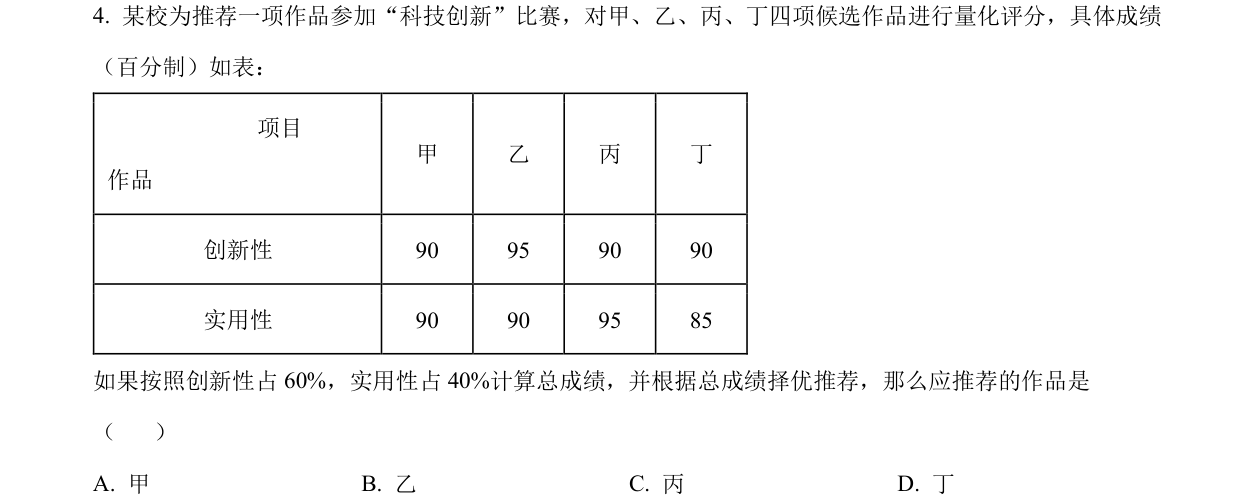 4. 某校为推荐一项作品参加“科技创新”比赛，对甲、乙、丙、丁四项候选作品进行量化评分，具体成绩
（百分制）如表：
项目
作品
甲 乙 丙 丁
创新性 90 95 90 90
实用性 90 90 95 85
如果按照创新性占 60%，实用性占 40%计算总成绩，并根据总成绩择优推荐，那么应推荐的作品是
（ ）
A. 甲 B. 乙 C. 丙 D. 丁